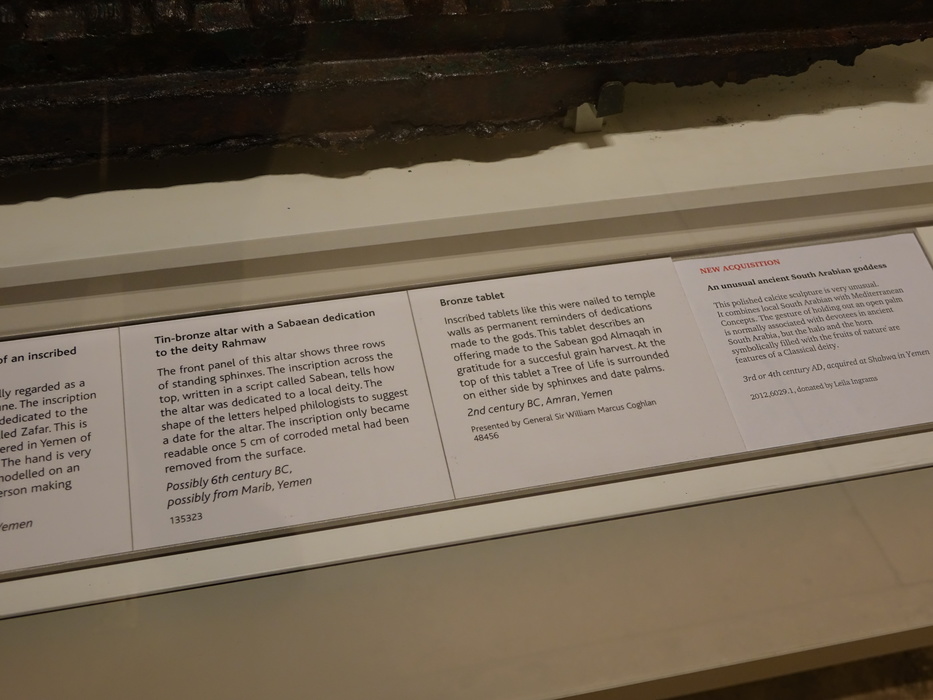 of an inscribed
lly regarded as a
ne. The inscription
dedicated to the
led Zafar. This is
ered in Yemen of
The hand is very
modelled on an
erson making
Yemen
Tin-bronze altar with a Sabaean dedication
to the deity Rahmaw
The front panel of this altar shows three rows
of standing sphinxes. The inscription across the
top, written in a script called Sabean, tells how
the altar was dedicated to a local deity. The
shape of the letters helped philologists to suggest
a date for the altar. The inscription only became
readable once 5 cm of corroded metal had been
removed from the surface.
Possibly 6th century BC,
possibly from Marib, Yemen
135323
Bronze tablet
Inscribed tablets like this were nailed to temple
walls as permanent reminders of dedications
made to the gods. This tablet describes an
offering made to the Sabean god Almaqah in
gratitude for a succesful grain harvest. At the
top of this tablet a Tree of Life is surrounded
on either side by sphinxes and date palms.
2nd century BC, Amran, Yemen
Presented by General Sir William Marcus Coghlan
48456
NEW ACQUISITION
An unusual ancient South Arabian goddess
This polished calcite sculpture is very unusual.
It combines local South Arabian with Mediterranean
Concepts. The gesture of holding out an open palm
is normally associated with devotees in ancient
South Arabia, but the halo and the horn
symbolically filled with the fruits of nature are
features of a Classical deity.
3rd or 4th century AD, acquired at Shabwa in Yemen
2012,6029.1, donated by Leila Ingrams